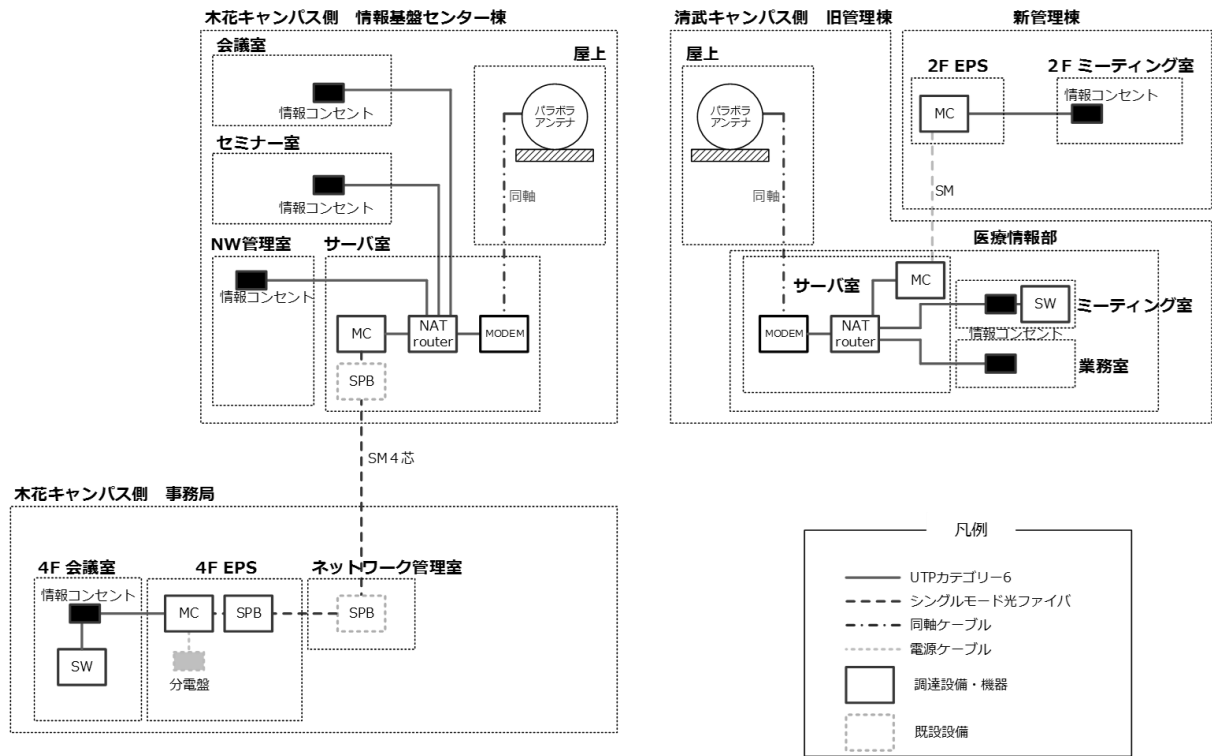 木花キャンパス側　情報基盤センター棟
会議室
情報コンセント
屋上
パラボラ
アンテナ
セミナー室
情報コンセント
同軸
NW管理室
サーバ室
情報コンセント
MC
NAT
router
MODEM
SPB
SM４芯
清武キャンパス側　旧管理棟
新管理棟
屋上
パラボラ
アンテナ
同軸
2F EPS
MC
2F ミーティング室
情報コンセント
SM
医療情報部
サーバ室
MC
MODEM
NAT
router
SW
ミーティング室
情報コンセント
業務室
木花キャンパス側　事務局
4F 会議室
情報コンセント
SW
4F EPS
MC
SPB
分電盤
ネットワーク管理室
SPB
凡例
UTPカテゴリー6
シングルモード光ファイバ
同軸ケーブル
電源ケーブル
調達設備・機器
既設設備